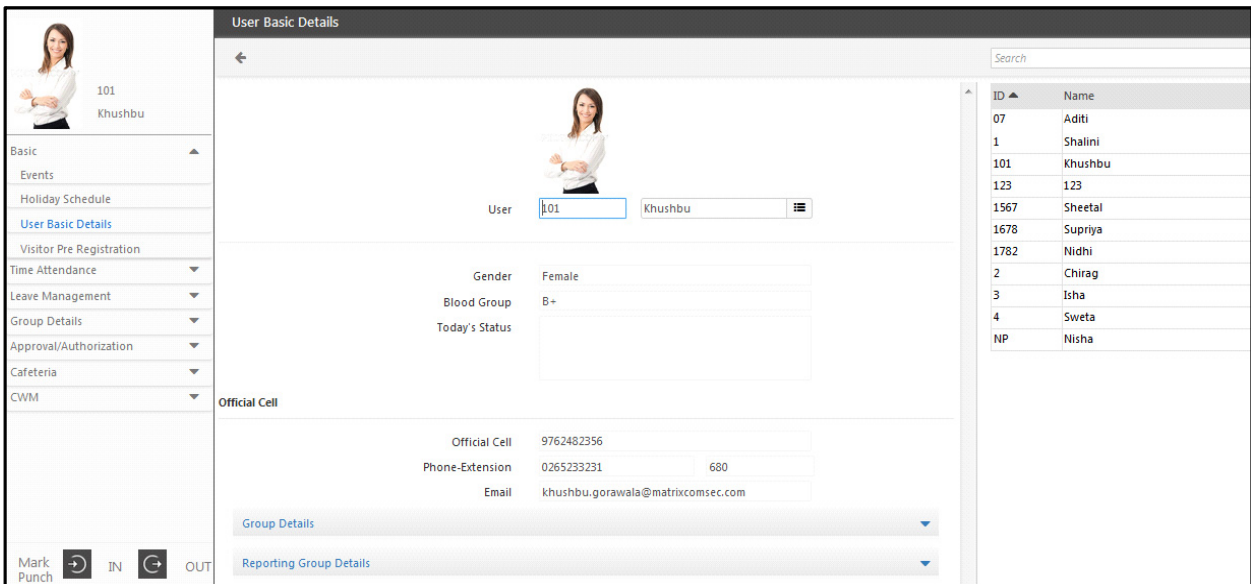 User Basic Details
101
Khushbu
Basic
Events
Holiday Schedule
User Basic Details
Visitor Pre Registration
Time Attendance
Leave Management
Group Details
Approval/Authorization
Cafeteria
CWM
Mark Punch IN OUT
User 101 Khushbu
Gender Female
Blood Group B+
Today's Status
Official Cell
Official Cell 9762482356
Phone-Extension 0265233231 680
Email khushbu.gorawala@matrixcomsec.com
Group Details
Reporting Group Details
Search
ID Name
07 Aditi
1 Shalini
101 Khushbu
123 123
1567 Sheetal
1678 Supriya
1782 Nidhi
2 Chirag
3 Isha
4 Sweta
NP Nisha